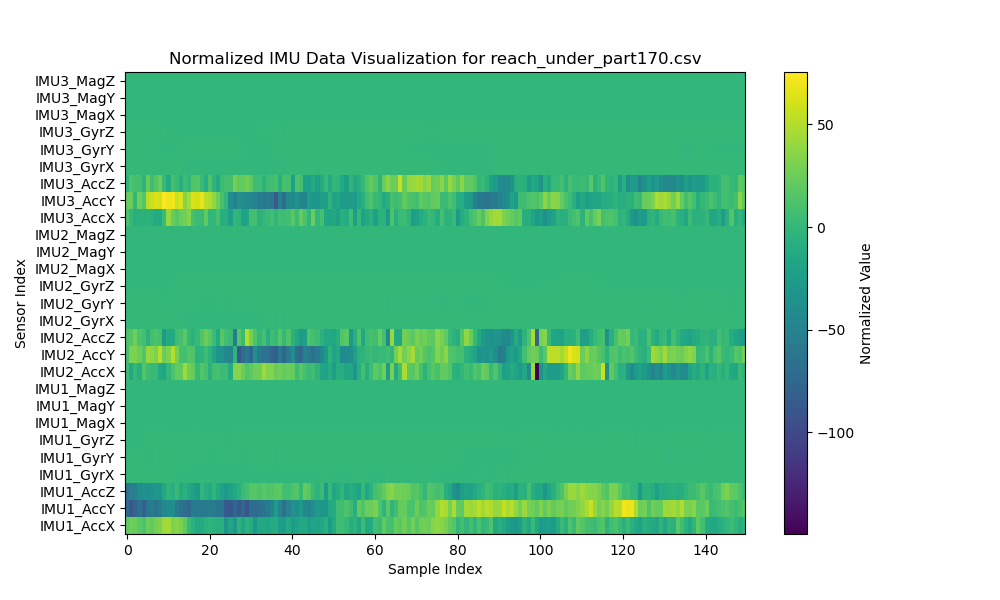 Normalized IMU Data Visualization for reach_under_part170.csv
IMU3_MagZ
IMU3_MagY
IMU3_MagX
IMU3_GyrZ
IMU3_GyrY
IMU3_GyrX
IMU3_AccZ
IMU3_AccY
IMU3_AccX
IMU2_MagZ
IMU2_MagY
IMU2_MagX
IMU2_GyrZ
IMU2_GyrY
IMU2_GyrX
IMU2_AccZ
IMU2_AccY
IMU2_AccX
IMU1_MagZ
IMU1_MagY
IMU1_MagX
IMU1_GyrZ
IMU1_GyrY
IMU1_GyrX
IMU1_AccZ
IMU1_AccY
IMU1_AccX
Sensor Index
0 20 40 60 80 100 120 140
Sample Index
50
0
−50
−100
Normalized Value